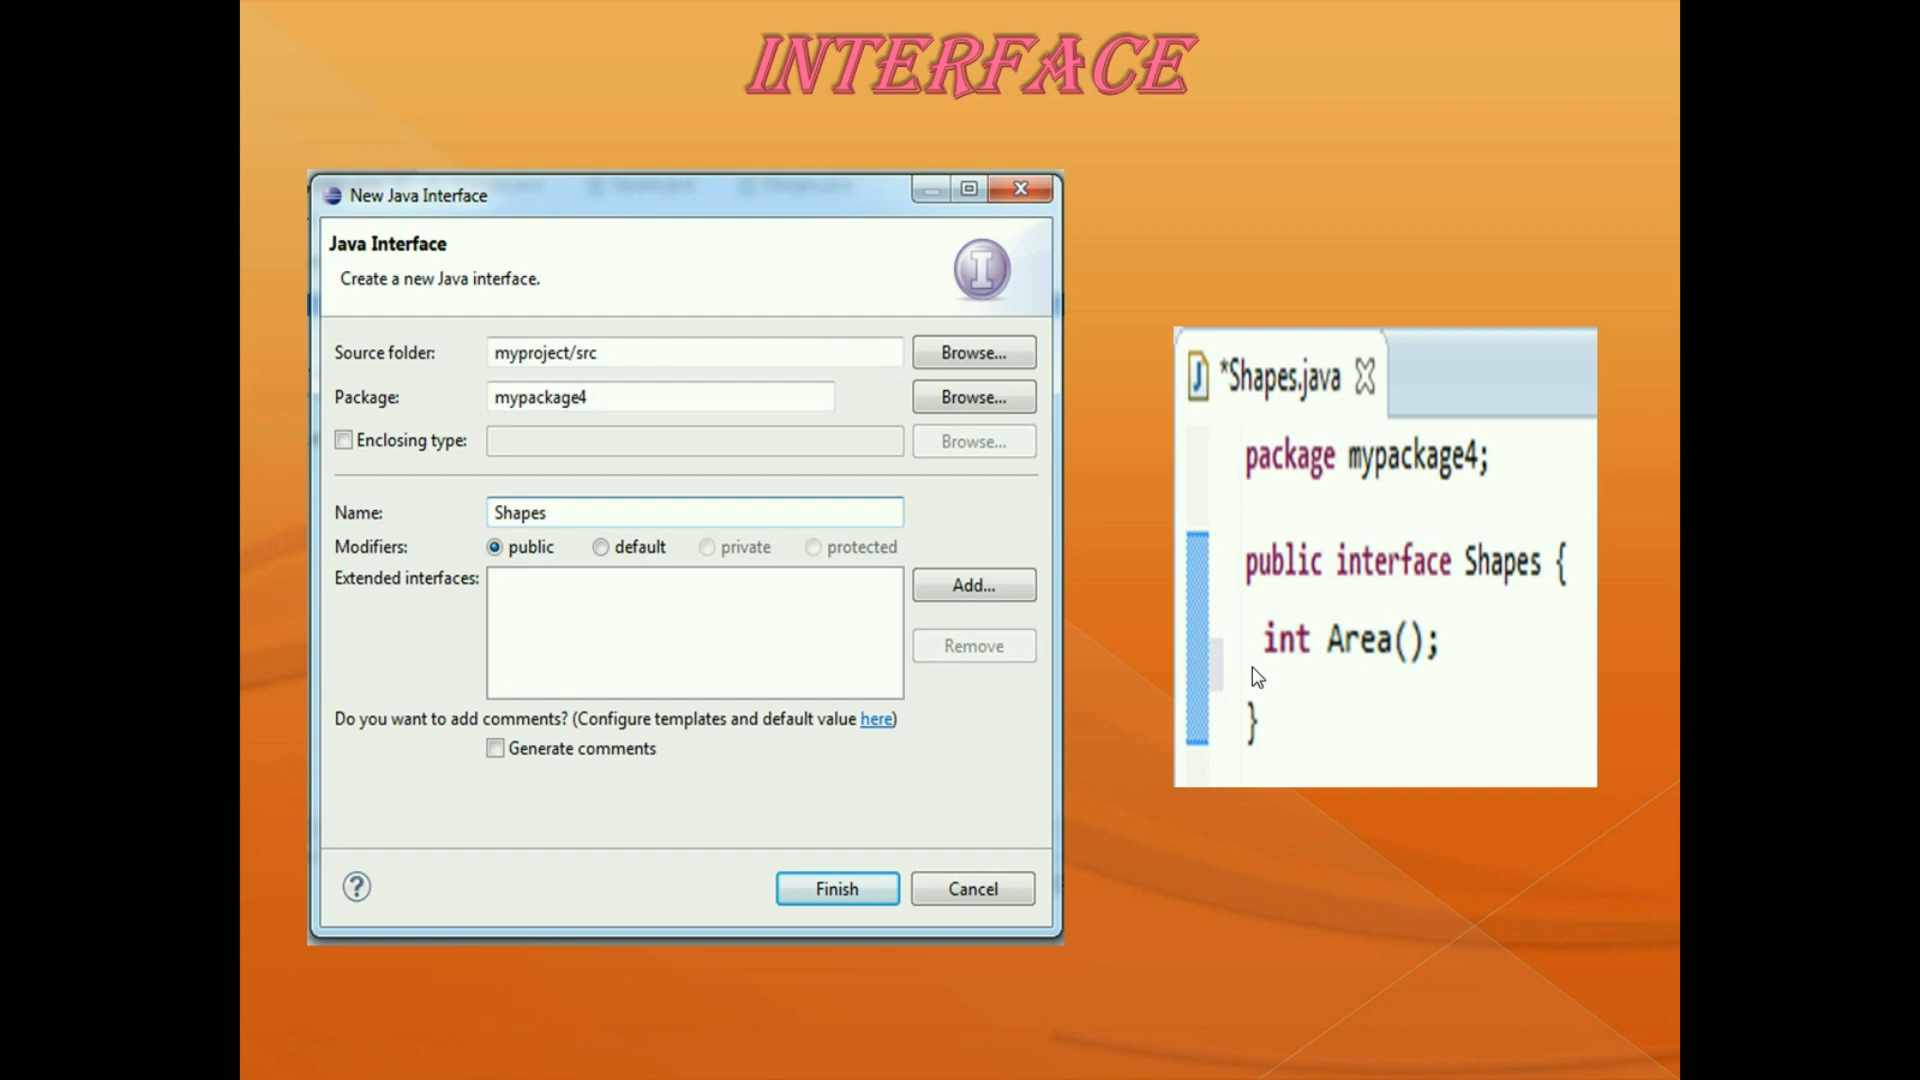 INTERFACE
New Java Interface
Java Interface
Create a new Java interface.
Source folder: myproject/src Browse...
Package: mypackage4 Browse...
Enclosing type: Browse...
Name: Shapes
Modifiers: public default private protected
Extended interfaces: Add...
Remove
Do you want to add comments? (Configure templates and default value here)
Generate comments
? Finish Cancel
*Shapes.java
package mypackage4;
public interface Shapes {
int Area();
}